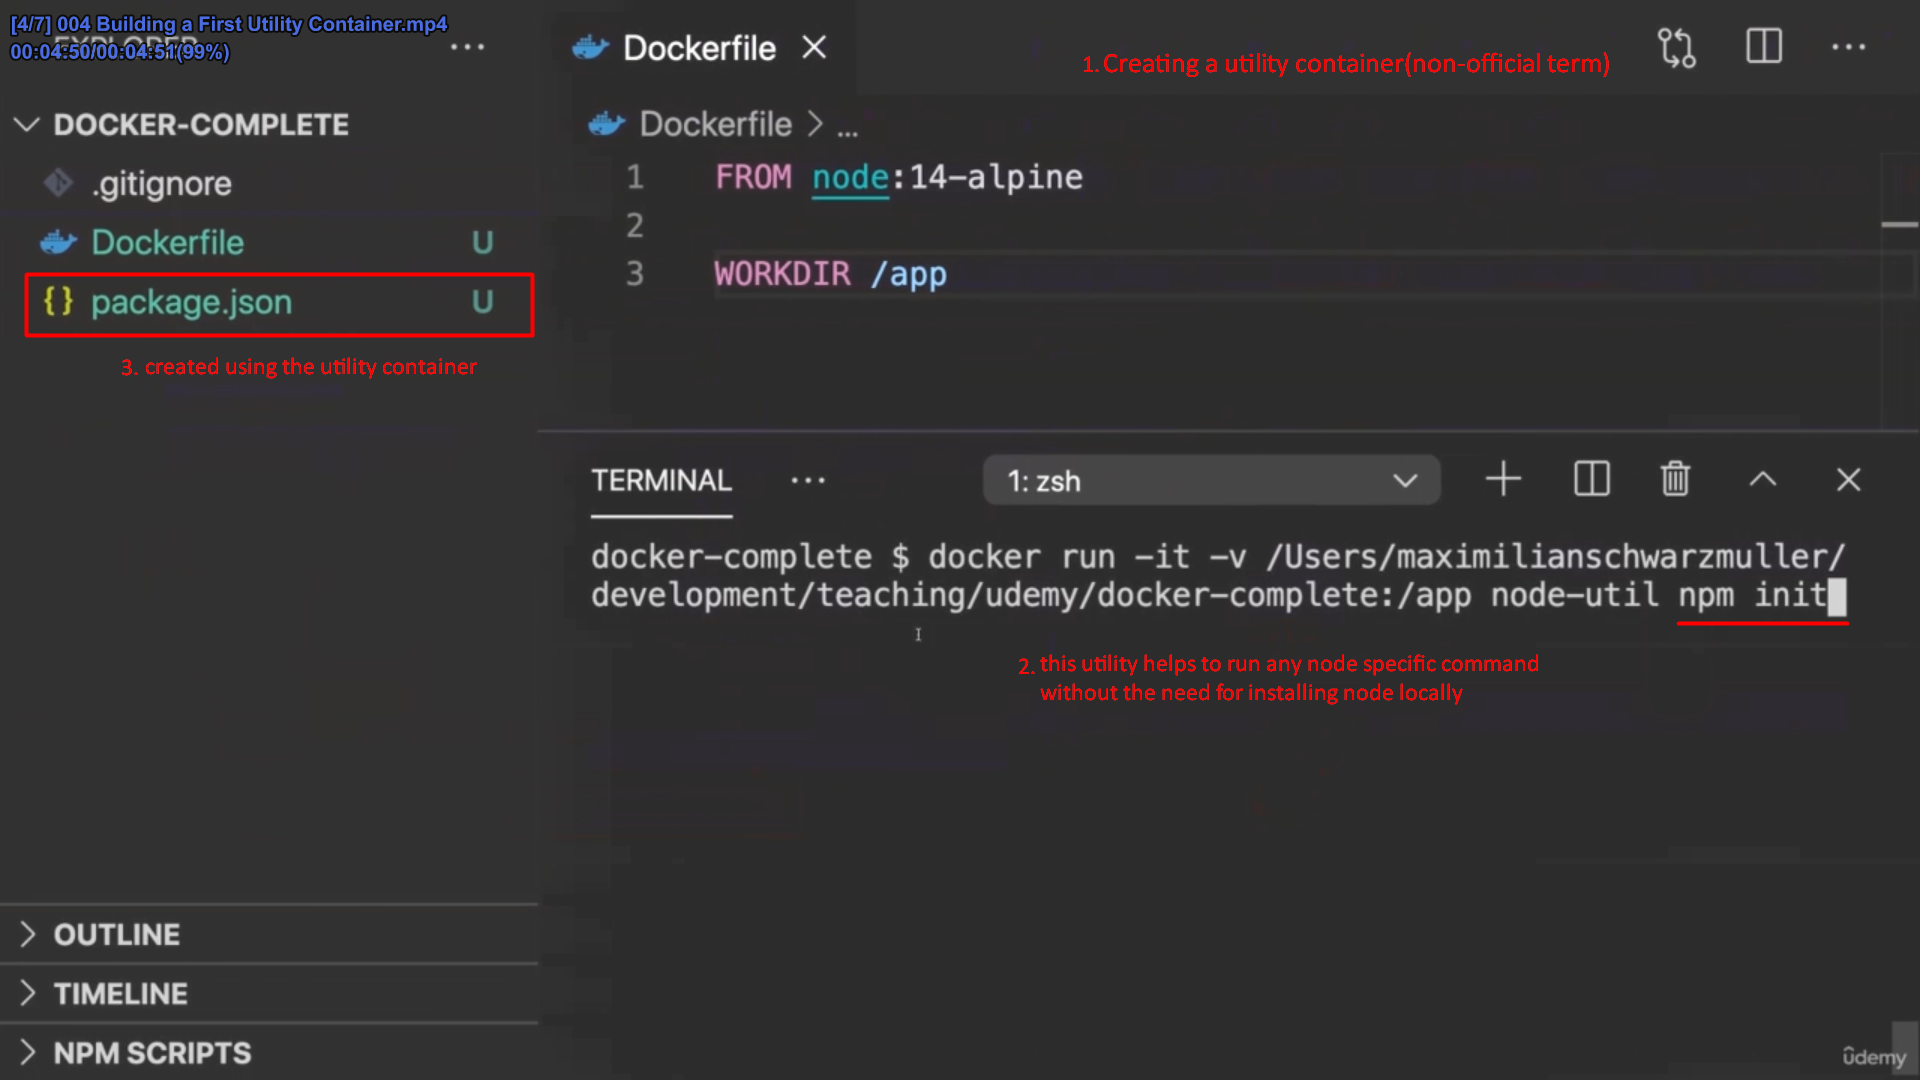 [4/7] 004 Building a First Utility Container.mp4
00:04:50/00:04:51(99%)
EXPLORER
Dockerfile
1. Creating a utility container(non-official term)
DOCKER-COMPLETE
.gitignore
Dockerfile U
package.json U
3. created using the utility container
Dockerfile > ...
1 FROM node:14-alpine
2
3 WORKDIR /app
TERMINAL
1: zsh
docker-complete $ docker run -it -v /Users/maximilianschwarzmuller/
development/teaching/udemy/docker-complete:/app node-util npm init
2. this utility helps to run any node specific command
without the need for installing node locally
OUTLINE
TIMELINE
NPM SCRIPTS
ûdemy